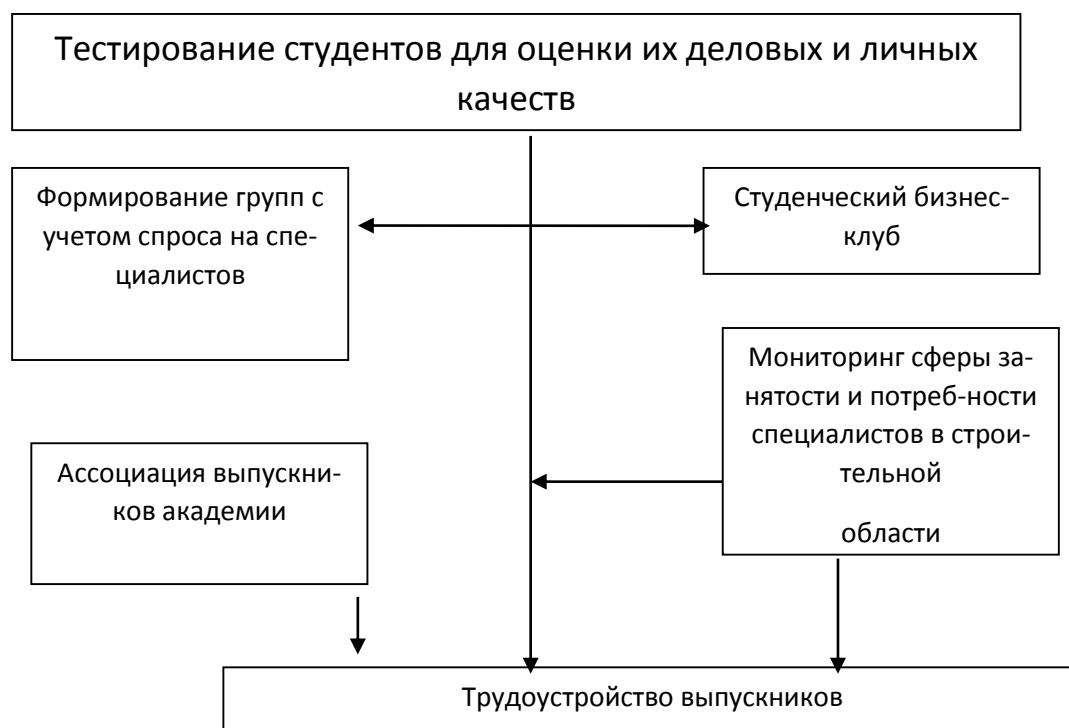 Тестирование студентов для оценки их деловых и личных
качеств
Формирование групп с
учетом спроса на спе-
циалистов
Студенческий бизнес-
клуб
Мониторинг сферы за-
нятости и потреб-ности
специалистов в строи-
тельной
области
Ассоциация выпускни-
ков академии
Трудоустройство выпускников